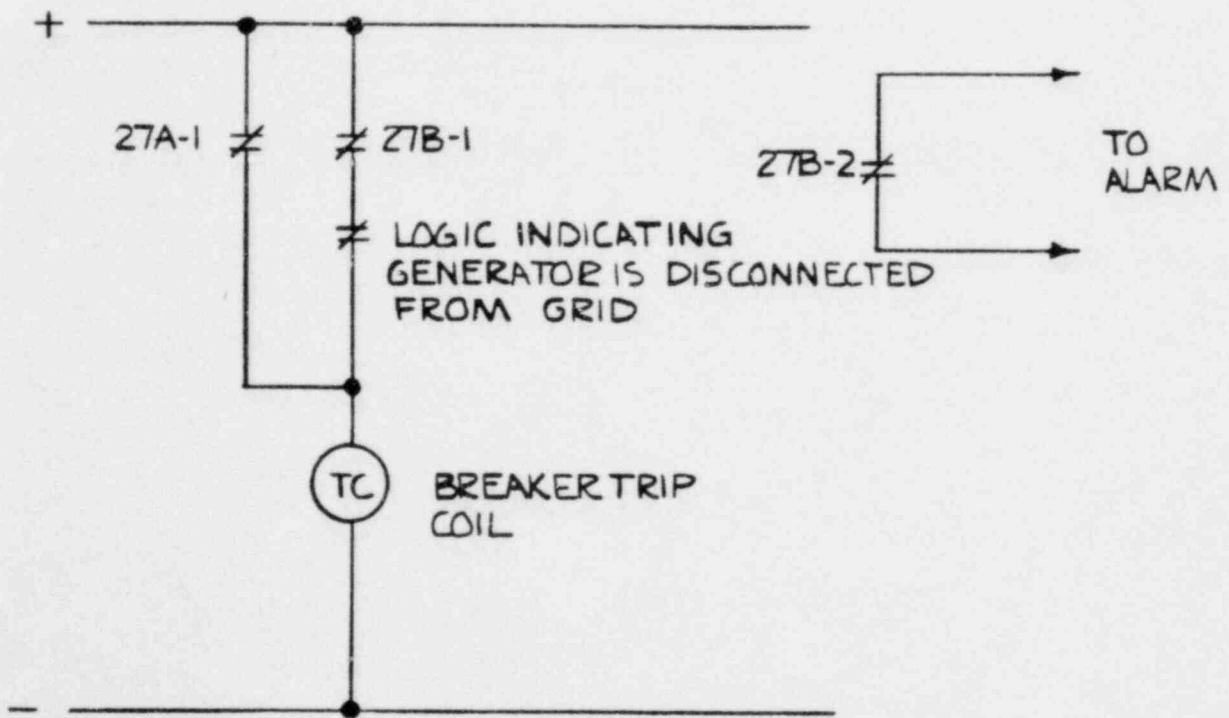 +
27A-1
27B-1
27B-2
TO
ALARM
LOGIC INDICATING
GENERATOR IS DISCONNECTED
FROM GRID
TC
BREAKER TRIP
COIL
-